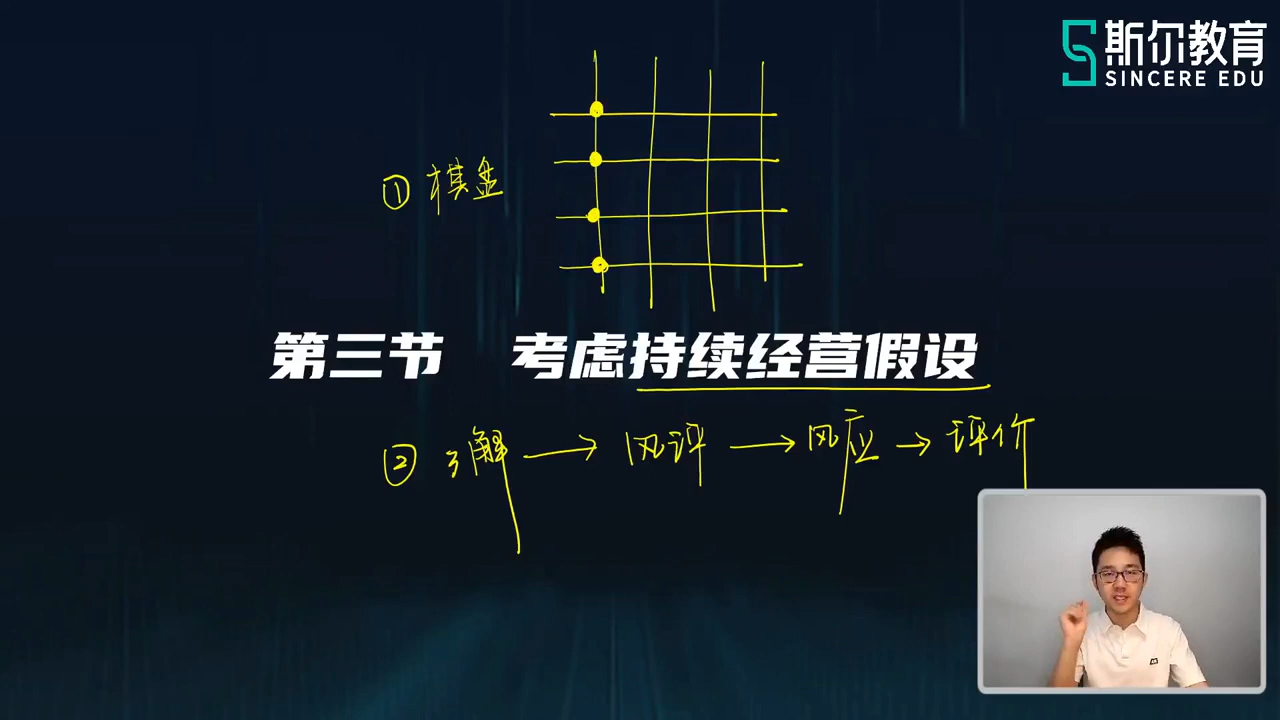 斯尔教育
SINCERE EDU
① 棋盘
第三节 考虑持续经营假设
② 了解 → 风评 → 风应 → 评价